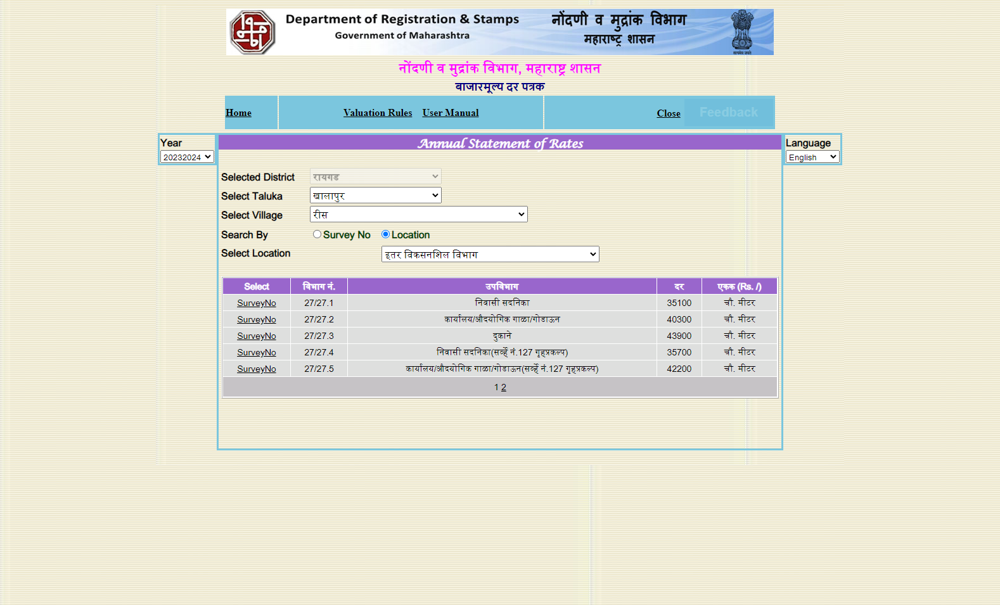 Department of Registration & Stamps
Government of Maharashtra
नोंदणी व मुद्रांक विभाग
महाराष्ट्र शासन
नोंदणी व मुद्रांक विभाग, महाराष्ट्र शासन
बाजारमूल्य दर पत्रक
Home Valuation Rules User Manual Close Feedback
Year
20232024
Annual Statement of Rates
Language
English
Selected District रायगड
Select Taluka खालापुर
Select Village रीस
Search By Survey No Location
Select Location इतर विकसनशिल विभाग
Select विभाग नं. उपविभाग दर एकक (Rs. /)
SurveyNo 27/27.1 निवासी सदनिका 35100 चौ. मीटर
SurveyNo 27/27.2 कार्यालय/औदयोगिक गाळा/गोडाऊन 40300 चौ. मीटर
SurveyNo 27/27.3 दुकाने 43900 चौ. मीटर
SurveyNo 27/27.4 निवासी सदनिका(सर्व्हे नं.127 गृहप्रकल्प) 35700 चौ. मीटर
SurveyNo 27/27.5 कार्यालय/औदयोगिक गाळा/गोडाऊन(सर्व्हे नं.127 गृहप्रकल्प) 42200 चौ. मीटर
1 2